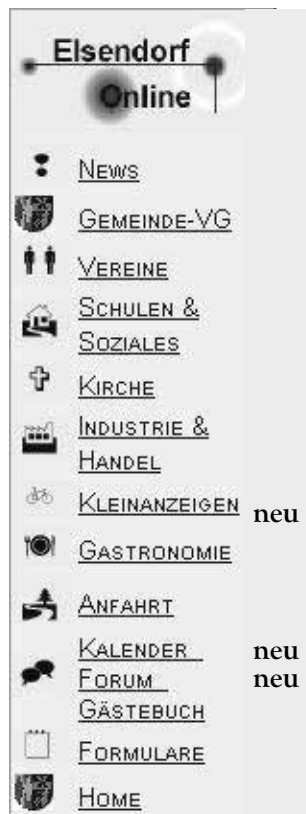 Elsendorf
Online
NEWS
GEMEINDE-VG
VEREINE
SCHULEN &
SOZIALES
KIRCHE
INDUSTRIE &
HANDEL
KLEINANZEIGEN neu
GASTRONOMIE
ANFAHRT
KALENDER neu
FORUM neu
GÄSTEBUCH
FORMULARE
HOME